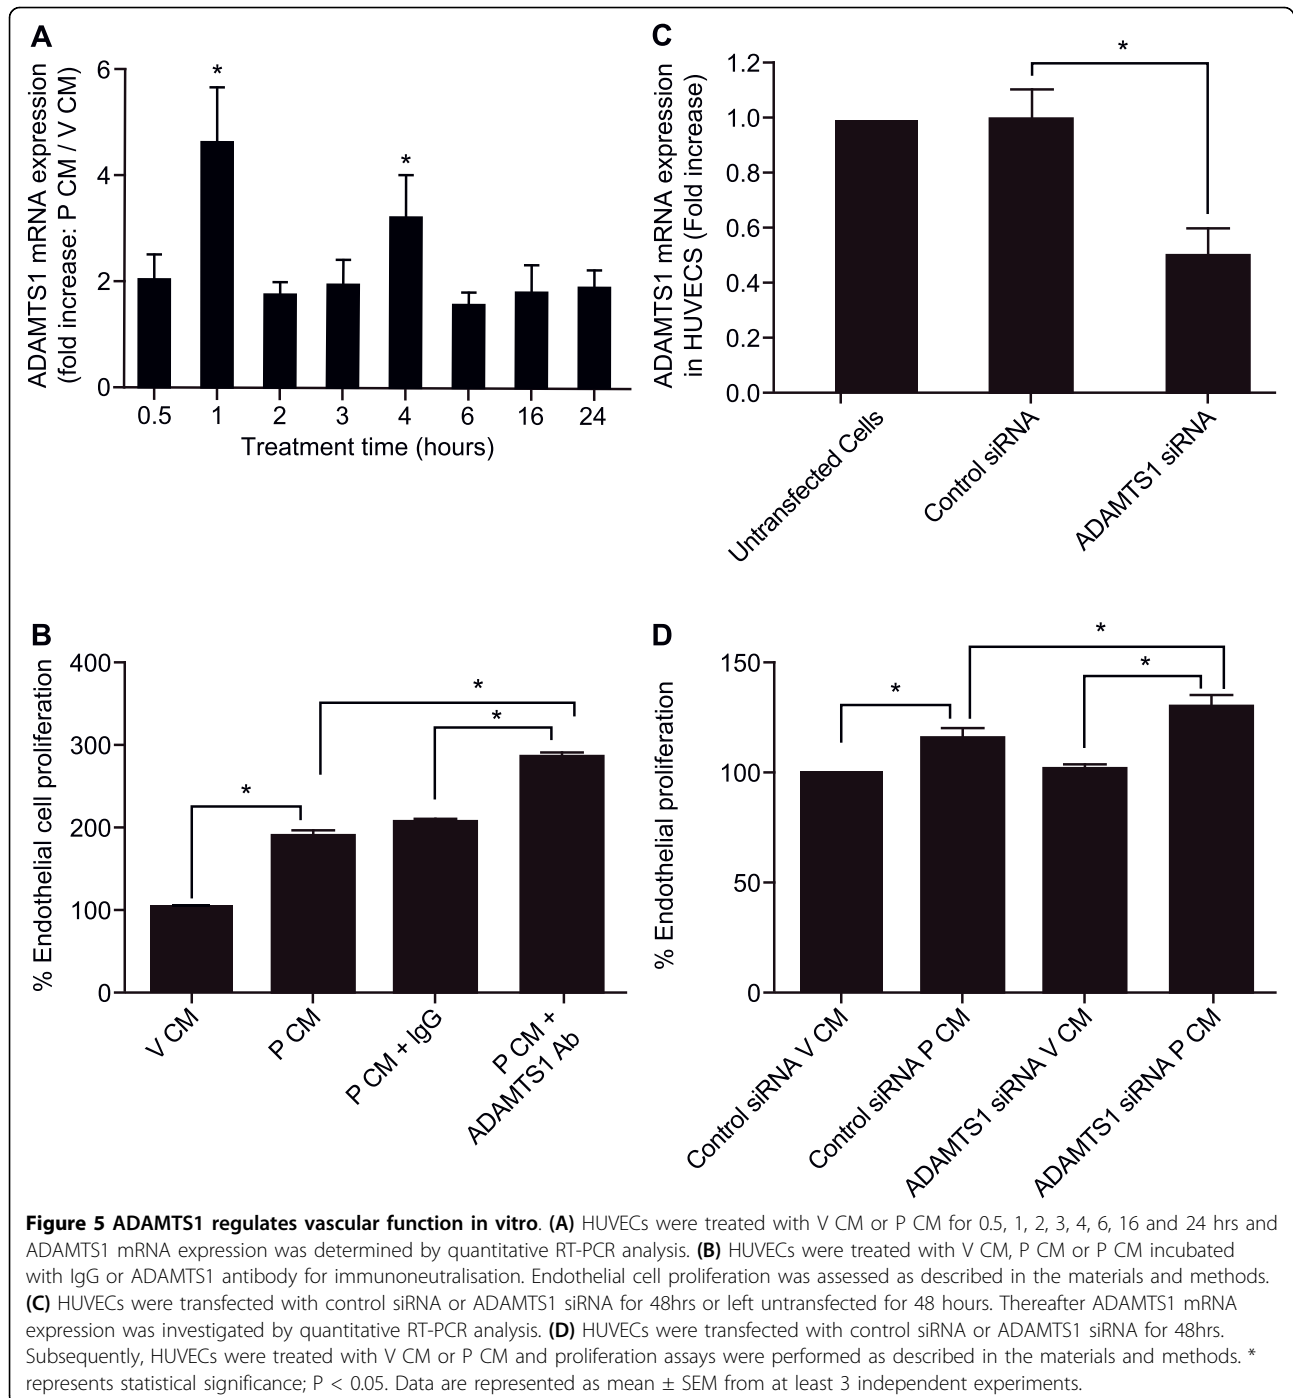 A
ADAMTS1 mRNA expression
(fold increase: P CM / V CM)
6
4
2
0
*
*
0.5 1 2 3 4 6 16 24
Treatment time (hours)
C
ADAMTS1 mRNA expression
in HUVECS (Fold increase)
1.2
1.0
0.8
0.6
0.4
0.2
0.0
*
Untransfected Cells
Control siRNA
ADAMTS1 siRNA
B
% Endothelial cell proliferation
400
300
200
100
0
*
*
*
V CM
P CM
P CM + IgG
P CM +
ADAMTS1 Ab
D
% Endothelial proliferation
150
100
50
0
*
*
*
Control siRNA V CM
Control siRNA P CM
ADAMTS1 siRNA V CM
ADAMTS1 siRNA P CM
Figure 5 ADAMTS1 regulates vascular function in vitro. (A) HUVECs were treated with V CM or P CM for 0.5, 1, 2, 3, 4, 6, 16 and 24 hrs and
ADAMTS1 mRNA expression was determined by quantitative RT-PCR analysis. (B) HUVECs were treated with V CM, P CM or P CM incubated
with IgG or ADAMTS1 antibody for immunoneutralisation. Endothelial cell proliferation was assessed as described in the materials and methods.
(C) HUVECs were transfected with control siRNA or ADAMTS1 siRNA for 48hrs or left untransfected for 48 hours. Thereafter ADAMTS1 mRNA
expression was investigated by quantitative RT-PCR analysis. (D) HUVECs were transfected with control siRNA or ADAMTS1 siRNA for 48hrs.
Subsequently, HUVECs were treated with V CM or P CM and proliferation assays were performed as described in the materials and methods. *
represents statistical significance; P < 0.05. Data are represented as mean ± SEM from at least 3 independent experiments.